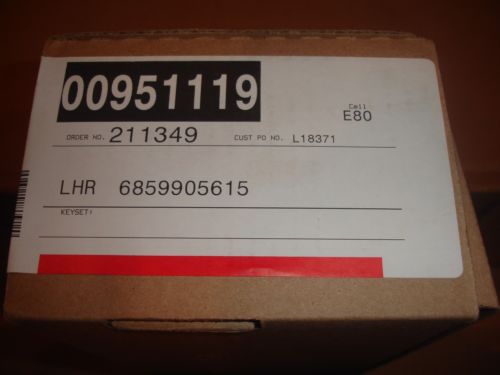 00951119
Cell
E80
ORDER NO. 211349 CUST PO NO. L18371
LHR 6859905615
KEYSET: